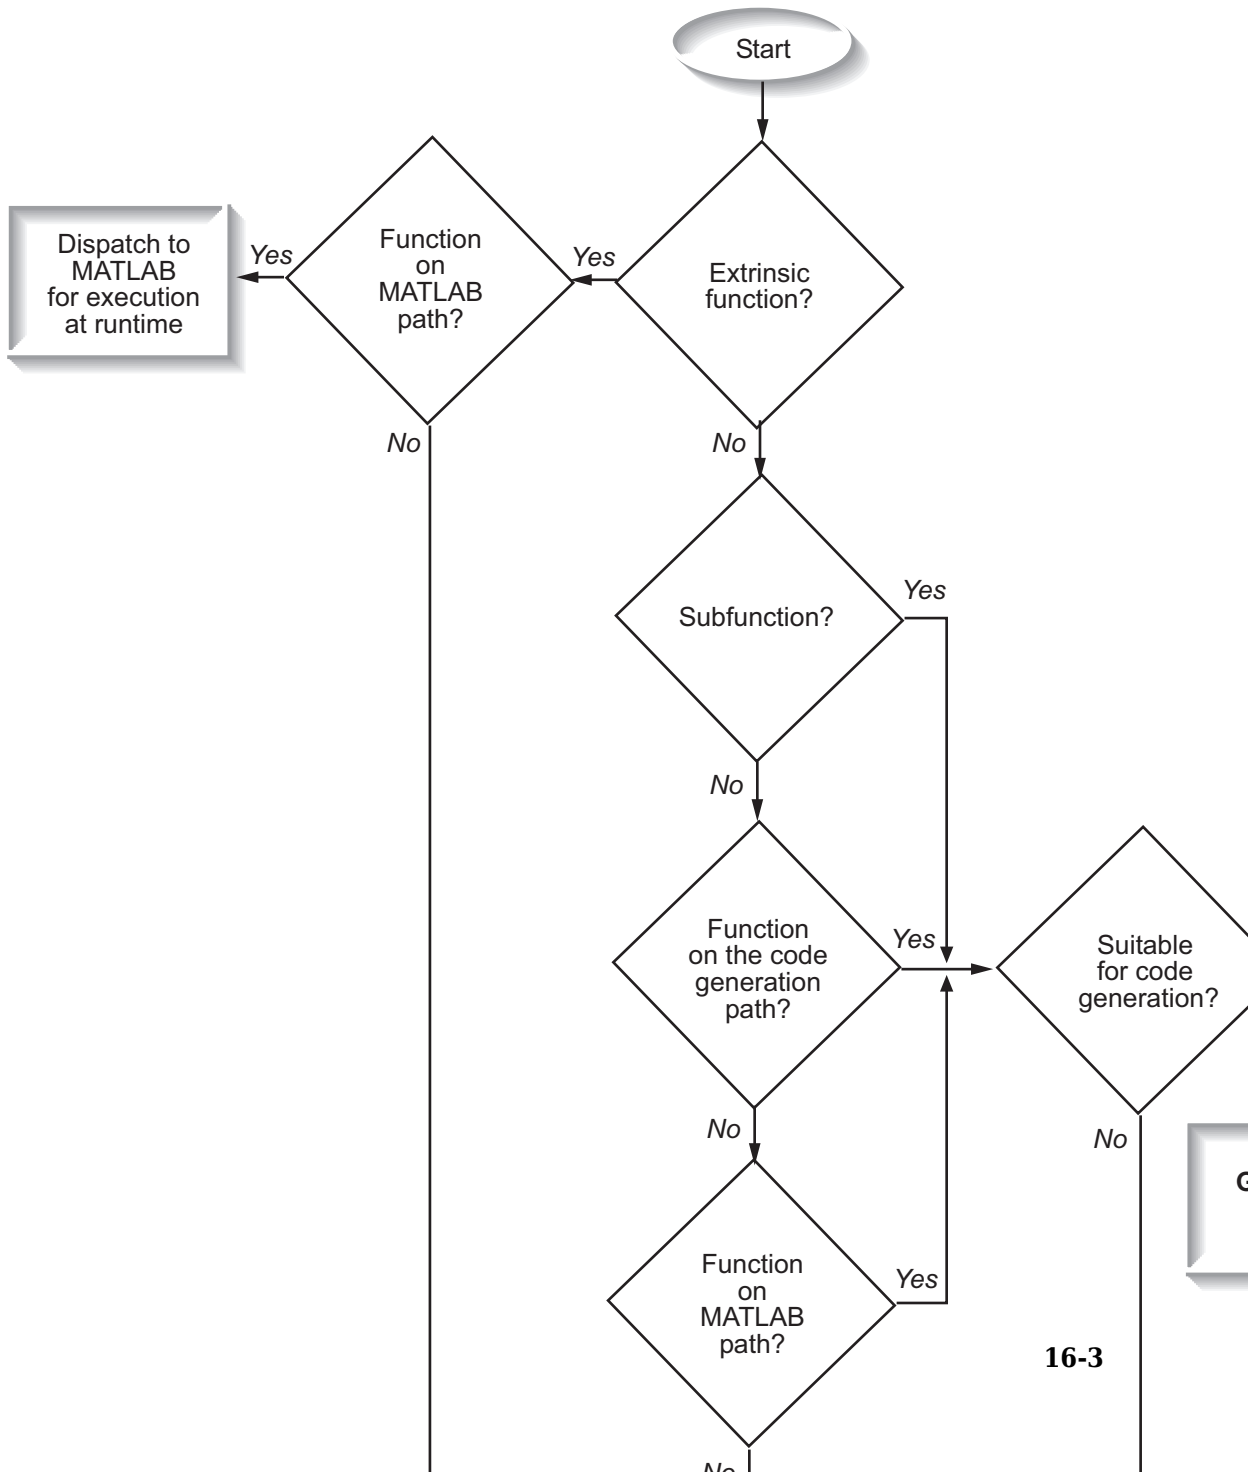 Start
Dispatch to
MATLAB
for execution
at runtime
Yes
Function
on
MATLAB
path?
Yes
Extrinsic
function?
No
No
Subfunction?
Yes
No
Function
on the code
generation
path?
Yes
Suitable
for code
generation?
No
No
Function
on
MATLAB
path?
Yes
16-3
No